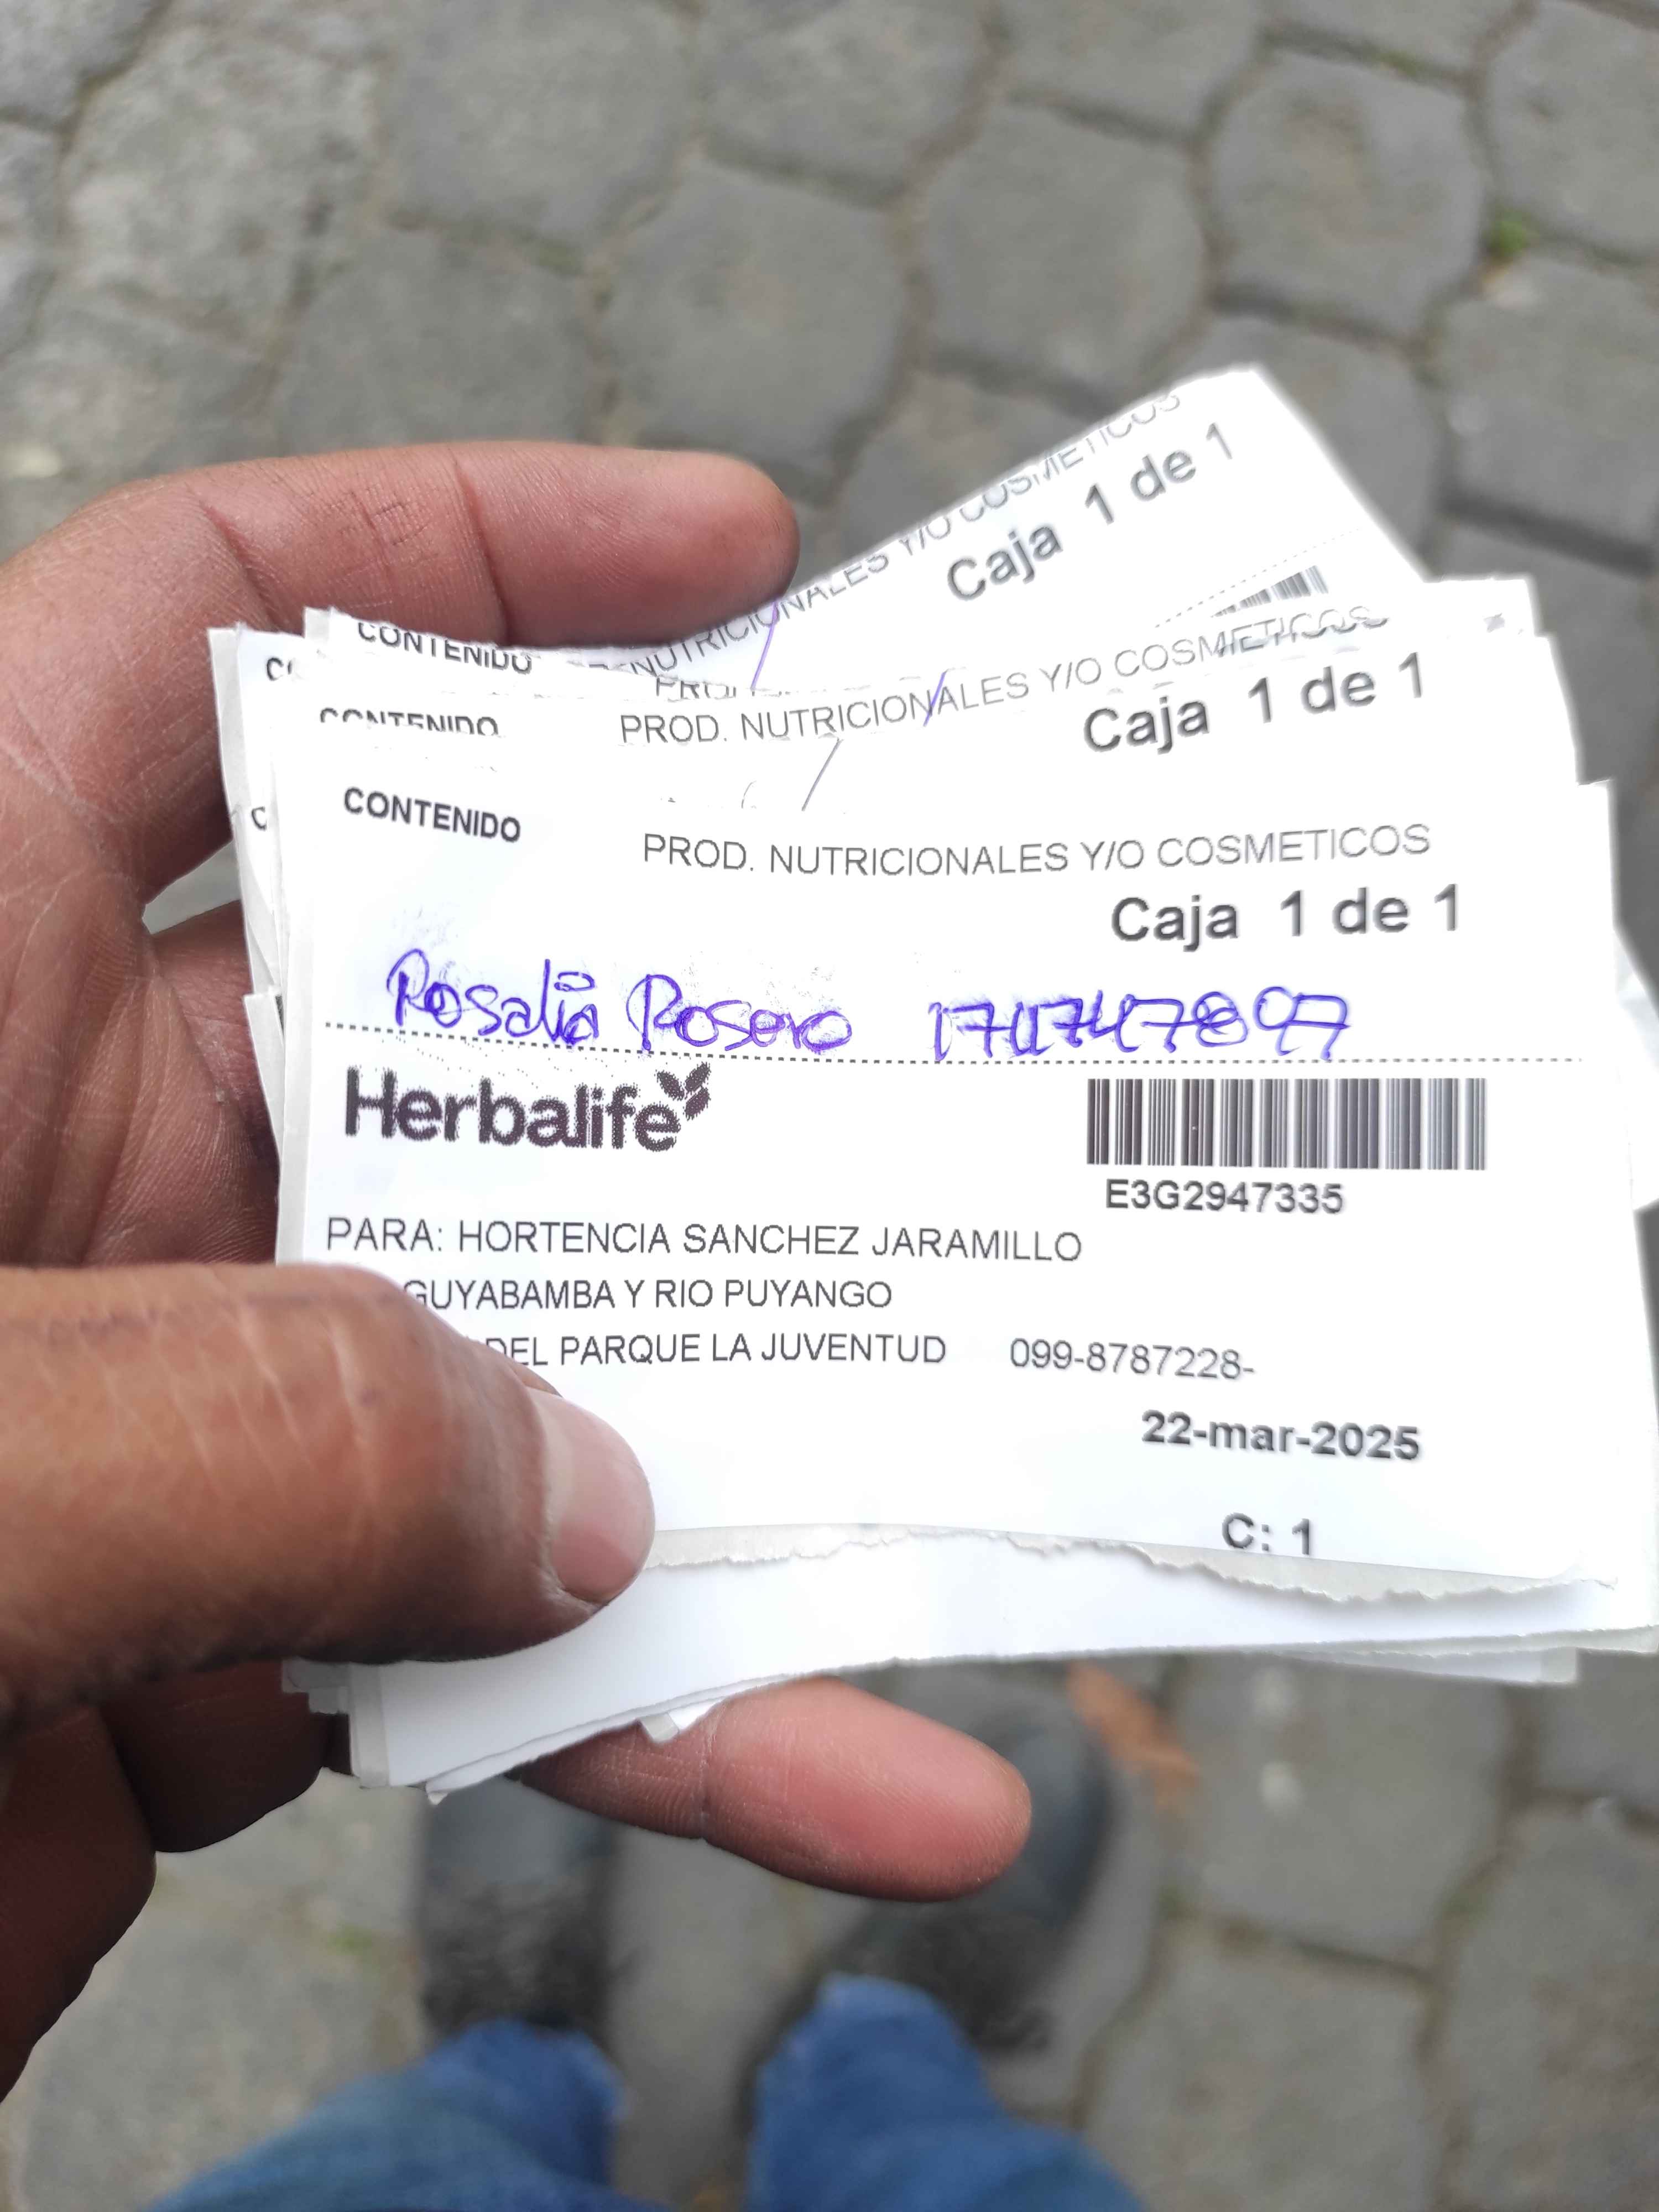 Caja 1 de 1
CONTENIDO
NUTRICIONALES Y/O COSMETICOS
CONTENIDO PROD. NUTRICIONALES Y/O COSMETICOS
Caja 1 de 1
CONTENIDO
PROD. NUTRICIONALES Y/O COSMETICOS
Caja 1 de 1
Rosalia Rosero
Herbalife
E3G2947335
PARA: HORTENCIA SANCHEZ JARAMILLO
GUYABAMBA Y RIO PUYANGO
DEL PARQUE LA JUVENTUD 099-8787228-
22-mar-2025
C: 1